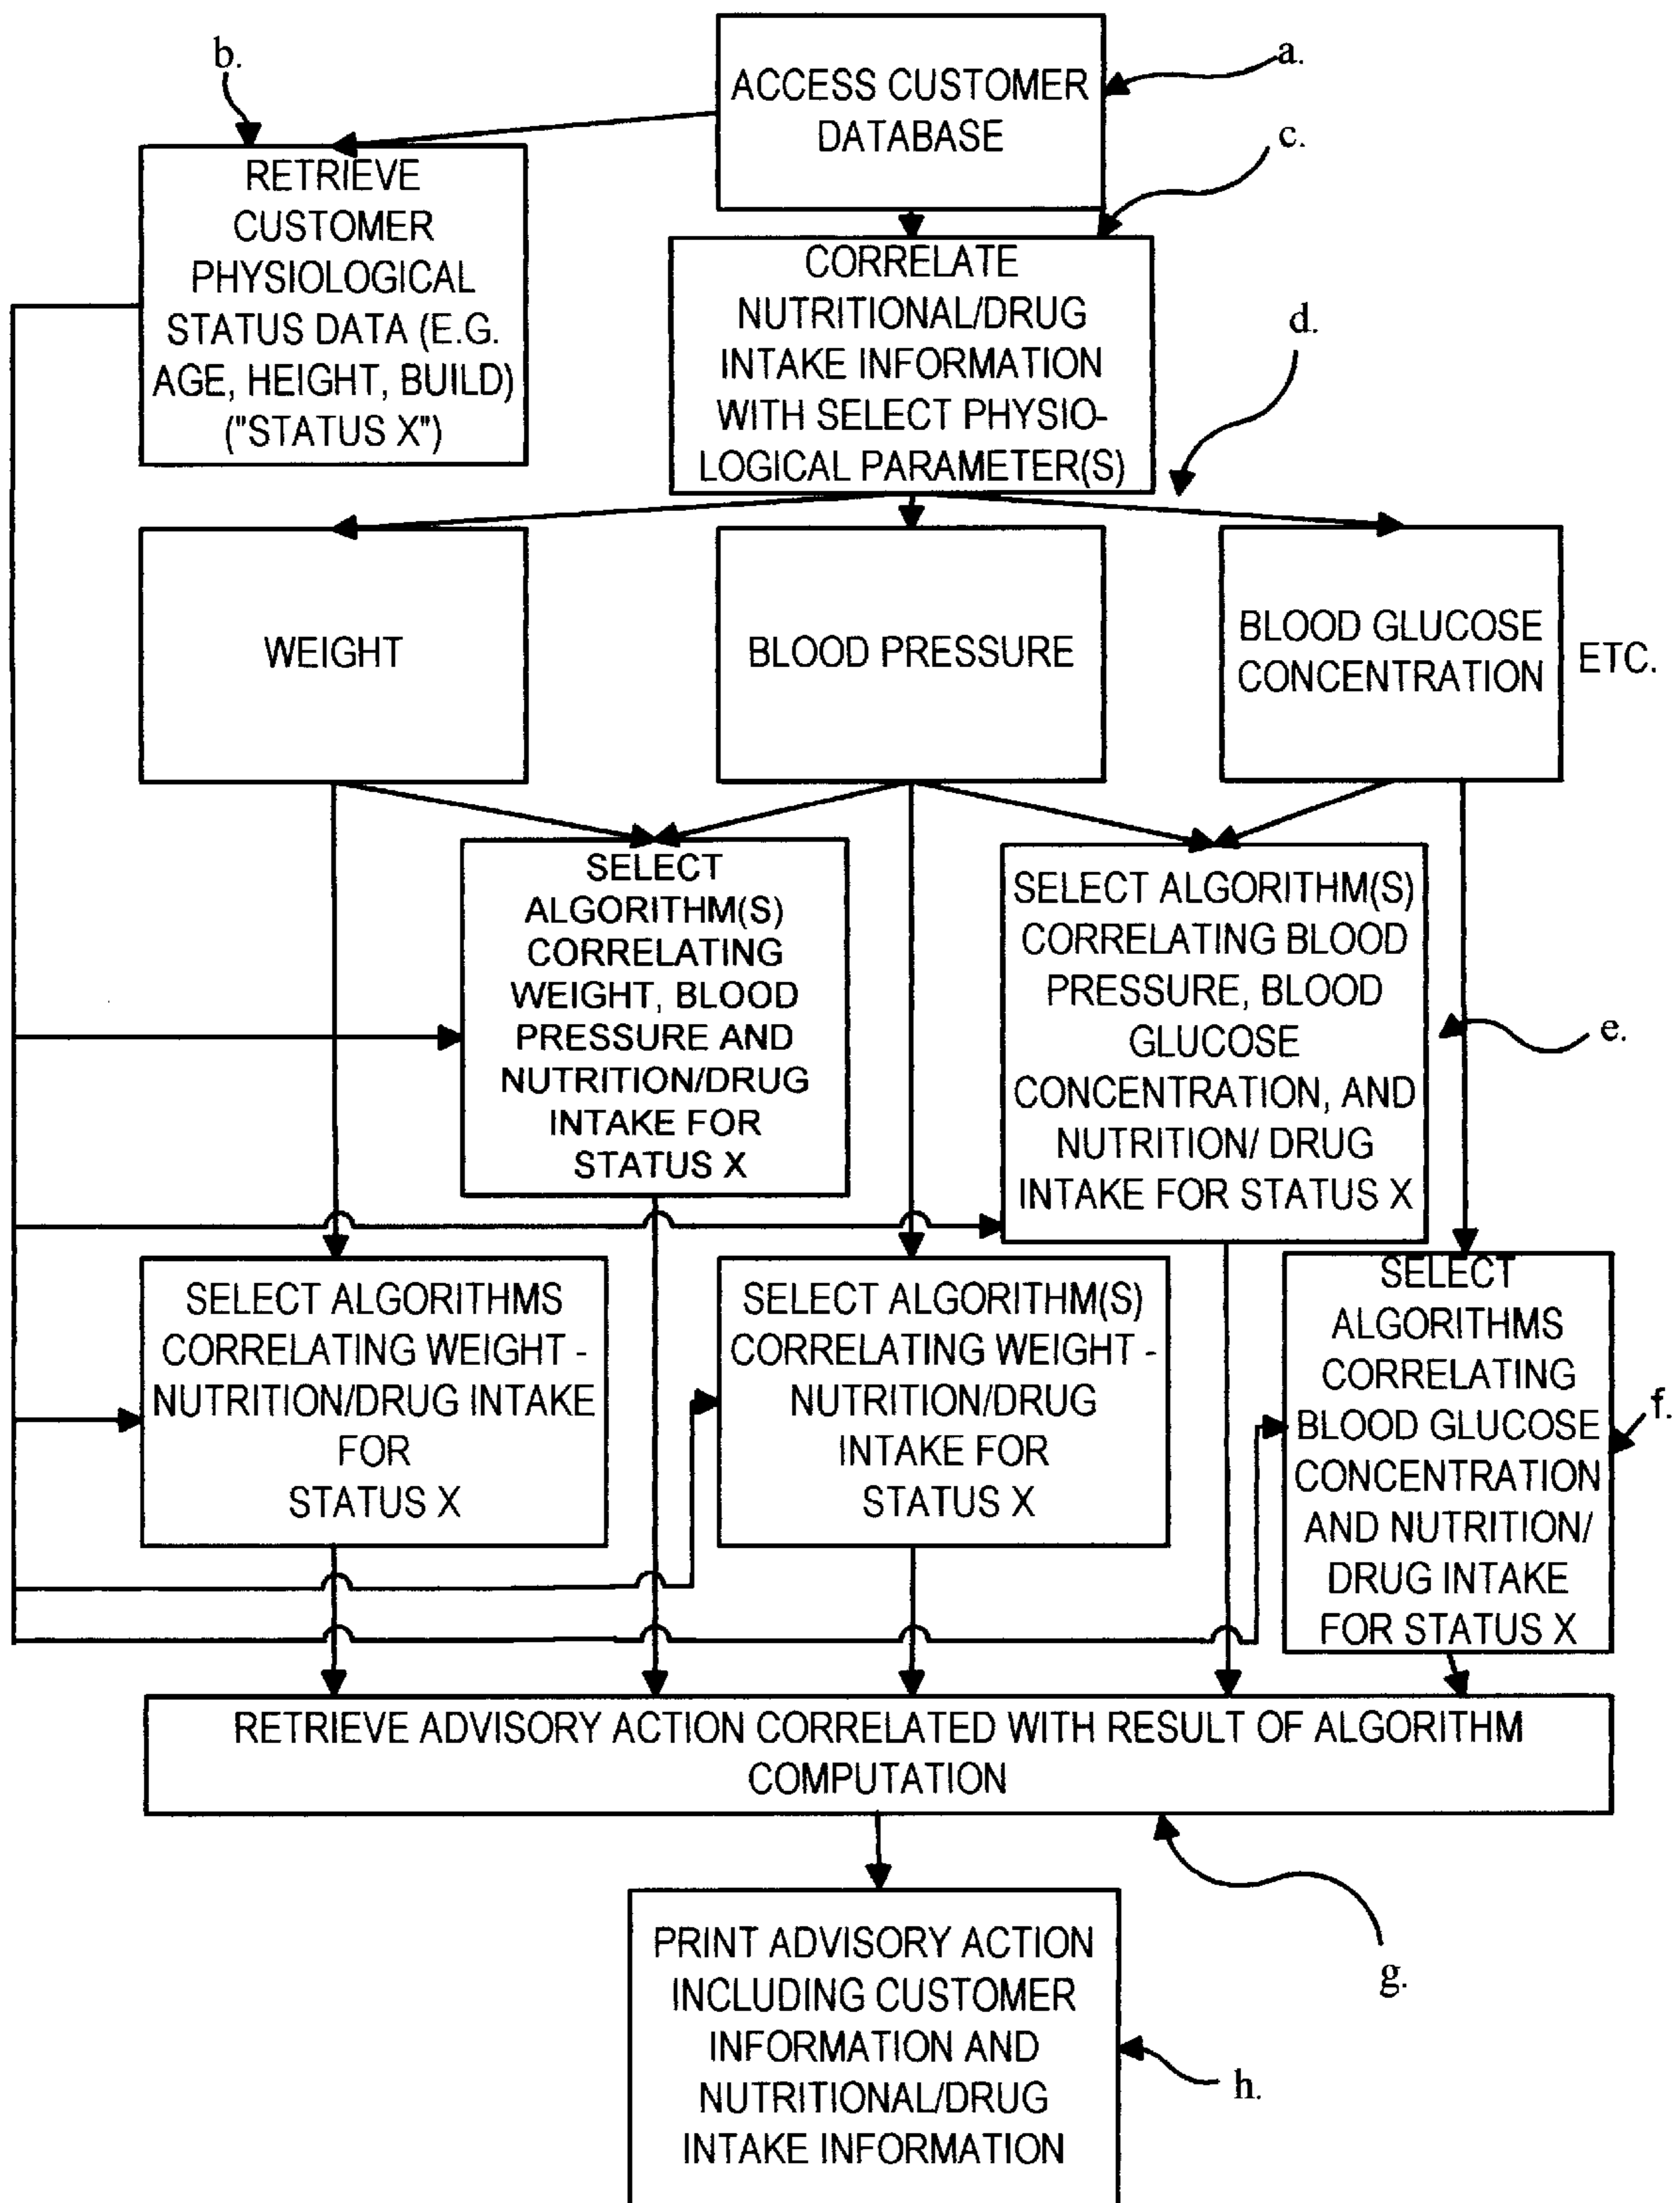 a.
b.
ACCESS CUSTOMER
DATABASE
c.
RETRIEVE
CUSTOMER
PHYSIOLOGICAL
STATUS DATA (E.G.
AGE, HEIGHT, BUILD)
("STATUS X")
CORRELATE
NUTRITIONAL/DRUG
INTAKE INFORMATION
WITH SELECT PHYSIO-
LOGICAL PARAMETER(S)
d.
WEIGHT
BLOOD PRESSURE
BLOOD GLUCOSE
CONCENTRATION
ETC.
SELECT
ALGORITHM(S)
CORRELATING
WEIGHT, BLOOD
PRESSURE AND
NUTRITION/DRUG
INTAKE FOR
STATUS X
SELECT ALGORITHM(S)
CORRELATING BLOOD
PRESSURE, BLOOD
GLUCOSE
CONCENTRATION, AND
NUTRITION/ DRUG
INTAKE FOR STATUS X
e.
SELECT ALGORITHMS
CORRELATING WEIGHT -
NUTRITION/DRUG INTAKE
FOR
STATUS X
SELECT ALGORITHM(S)
CORRELATING WEIGHT -
NUTRITION/DRUG
INTAKE FOR
STATUS X
SELECT
ALGORITHMS
CORRELATING
BLOOD GLUCOSE
CONCENTRATION
AND NUTRITION/
DRUG INTAKE
FOR STATUS X
f.
RETRIEVE ADVISORY ACTION CORRELATED WITH RESULT OF ALGORITHM
COMPUTATION
g.
PRINT ADVISORY ACTION
INCLUDING CUSTOMER
INFORMATION AND
NUTRITIONAL/DRUG
INTAKE INFORMATION
h.